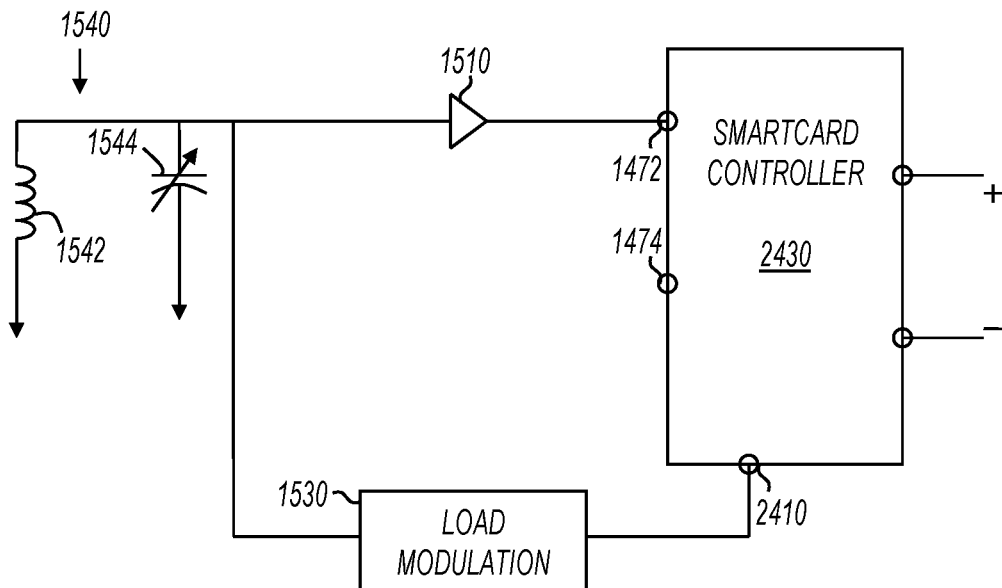 1540
1510
1544
1472
SMARTCARD
CONTROLLER
+
1542
1474
2430
−
1530
LOAD
MODULATION
2410